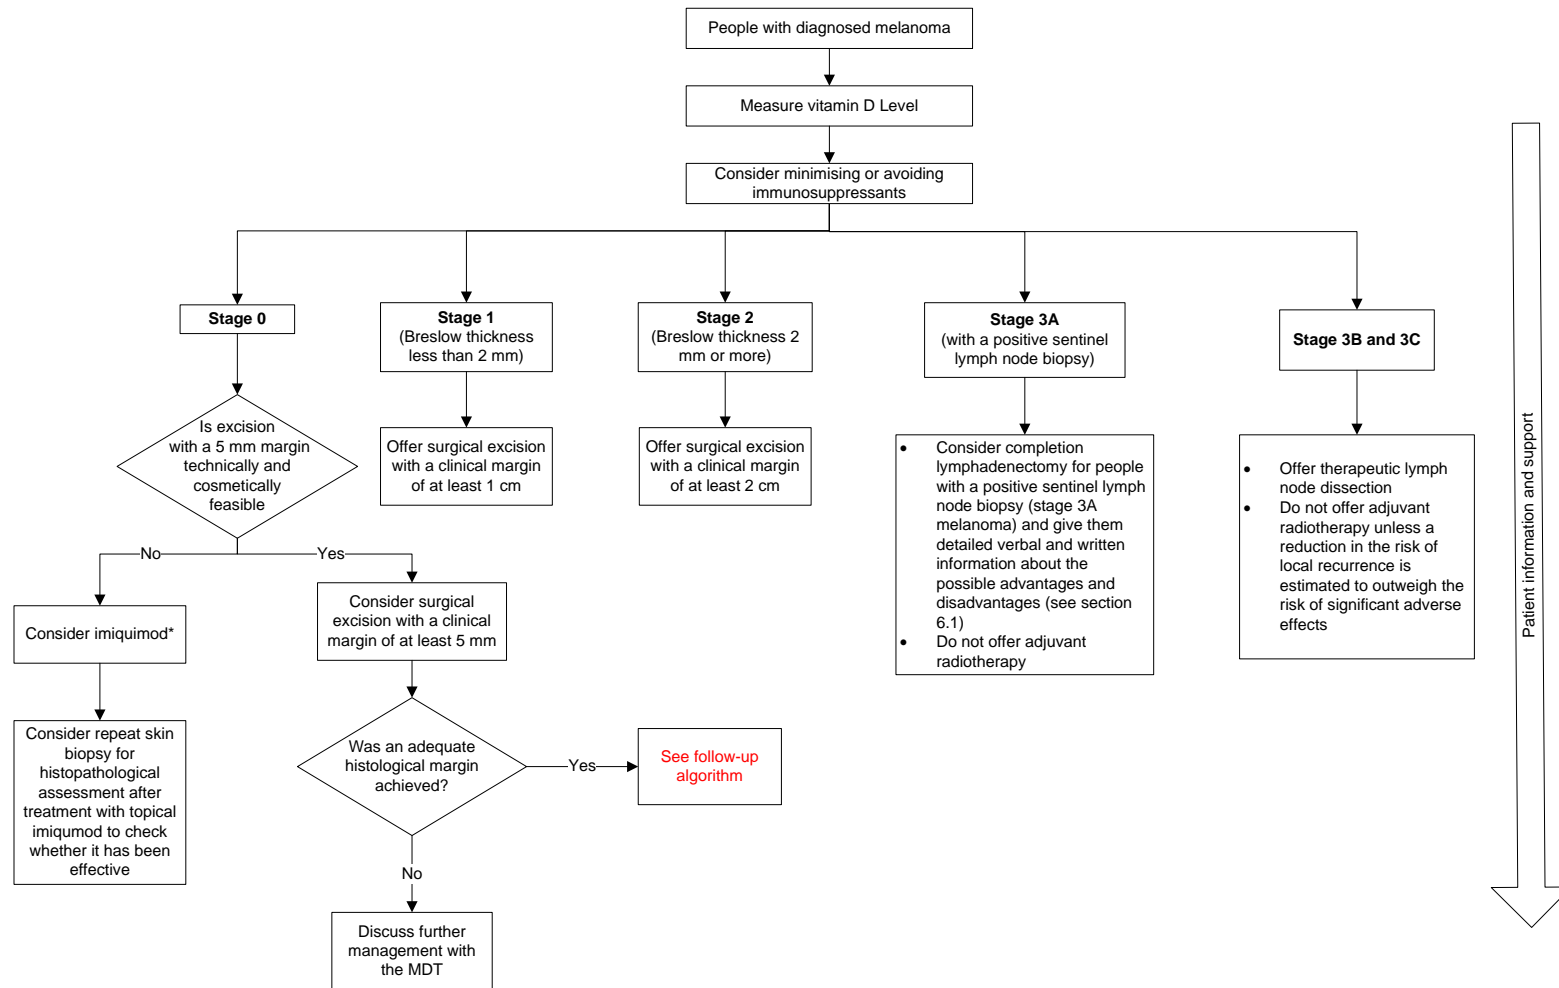 People with diagnosed melanoma
Measure vitamin D Level
Consider minimising or avoiding
immunosuppressants
Stage 0
Stage 1
(Breslow thickness
less than 2 mm)
Stage 2
(Breslow thickness 2
mm or more)
Stage 3A
(with a positive sentinel
lymph node biopsy)
Stage 3B and 3C
Is excision
with a 5 mm margin
technically and
cosmetically
feasible
Offer surgical excision
with a clinical margin
of at least 1 cm
Offer surgical excision
with a clinical margin
of at least 2 cm
• Consider completion
lymphadenectomy for people
with a positive sentinel lymph
node biopsy (stage 3A
melanoma) and give them
detailed verbal and written
information about the
possible advantages and
disadvantages (see section
6.1)
• Do not offer adjuvant
radiotherapy
• Offer therapeutic lymph
node dissection
• Do not offer adjuvant
radiotherapy unless a
reduction in the risk of
local recurrence is
estimated to outweigh the
risk of significant adverse
effects
No
Yes
Consider imiquimod*
Consider surgical
excision with a clinical
margin of at least 5 mm
Consider repeat skin
biopsy for
histopathological
assessment after
treatment with topical
imiqumod to check
whether it has been
effective
Was an adequate
histological margin
achieved?
Yes
See follow-up
algorithm
No
Discuss further
management with
the MDT
Patient information and support